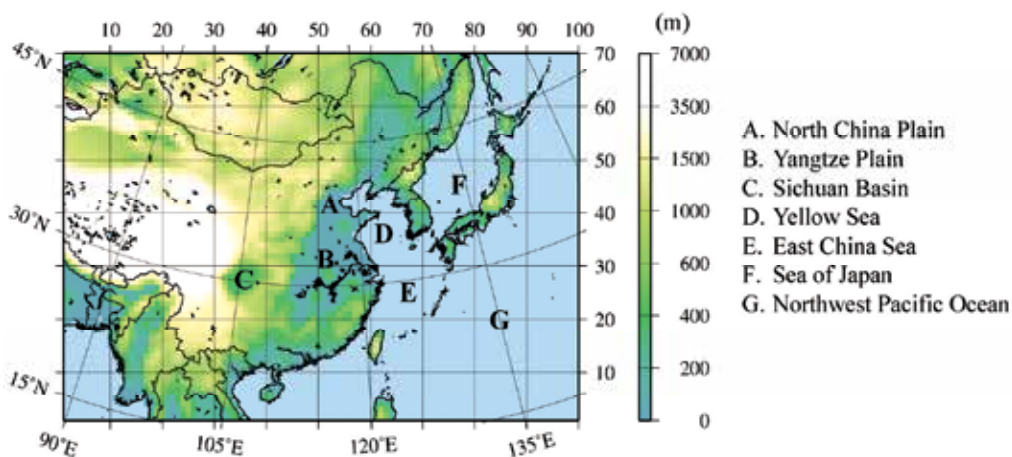 (m)
10 20 30 40 50 60 70 80 90 100
45°N
30°N
15°N
70
60
50
40
30
20
10
90°E 105°E 120°E 135°E
7000
3500
1500
1000
600
400
200
0
A
B
C
D
E
F
G
A. North China Plain
B. Yangtze Plain
C. Sichuan Basin
D. Yellow Sea
E. East China Sea
F. Sea of Japan
G. Northwest Pacific Ocean